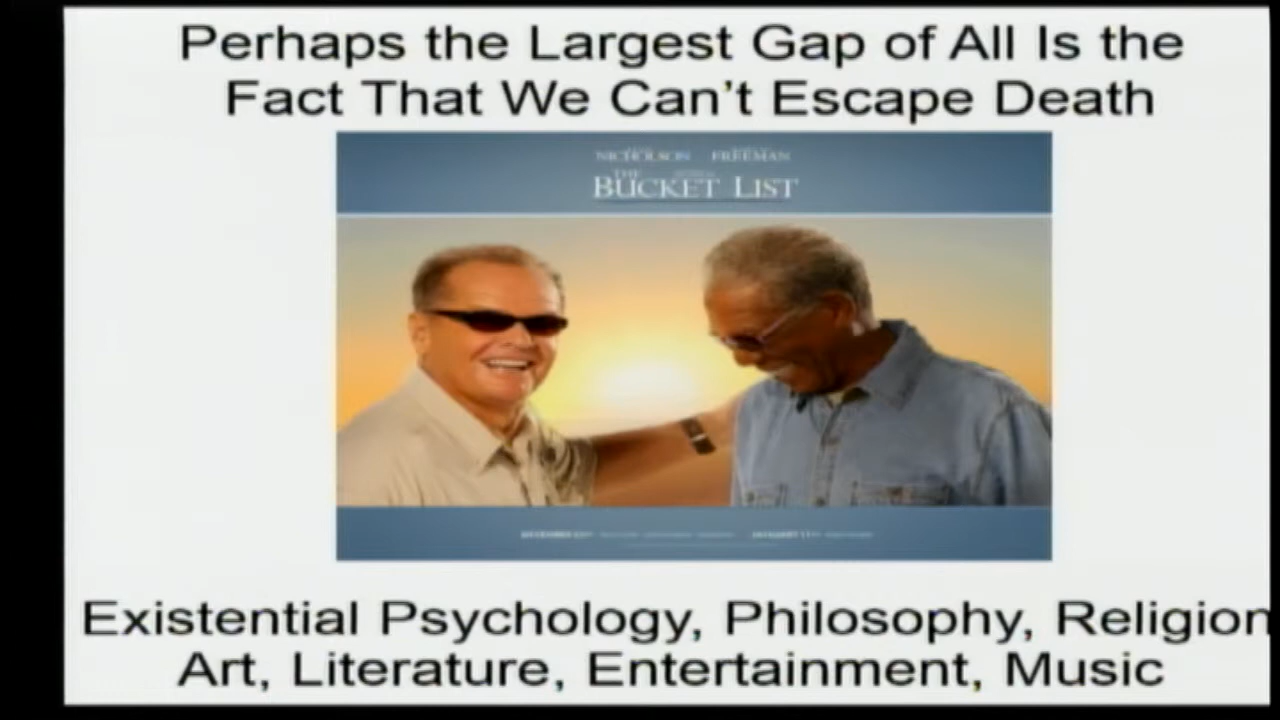 Perhaps the Largest Gap of All Is the
Fact That We Can't Escape Death
NICHOLSON FREEMAN
THE
BUCKET LIST
Existential Psychology, Philosophy, Religion
Art, Literature, Entertainment, Music